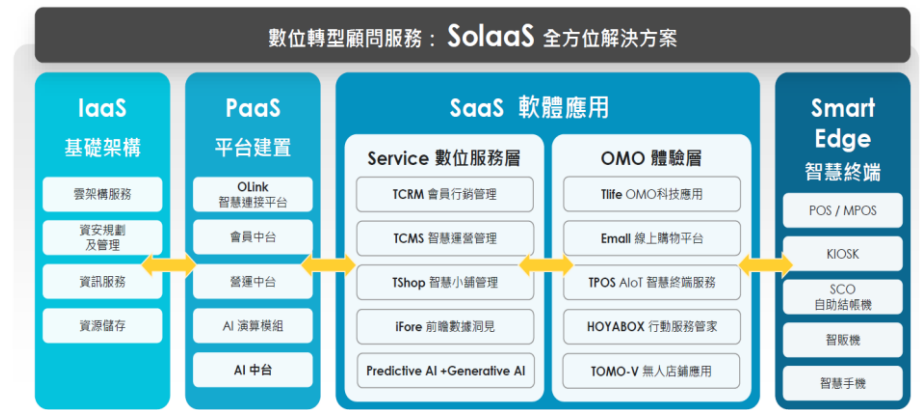 數位轉型顧問服務： SolaaS 全方位解決方案
IaaS
基礎架構
雲架構服務
資安規劃
及管理
資訊服務
資源儲存
PaaS
平台建置
OLink
智慧連接平台
會員中台
營運中台
AI 演算模組
AI 中台
SaaS 軟體應用
Service 數位服務層
TCRM 會員行銷管理
TCMS 智慧運營管理
TShop 智慧小舖管理
iFore 前瞻數據洞見
Predictive AI +Generative AI
OMO 體驗層
Tlife OMO科技應用
Emall 線上購物平台
TPOS AIoT 智慧終端服務
HOYABOX 行動服務管家
TOMO-V 無人店舖應用
Smart
Edge
智慧終端
POS / MPOS
KIOSK
SCO
自助結帳機
智販機
智慧手機